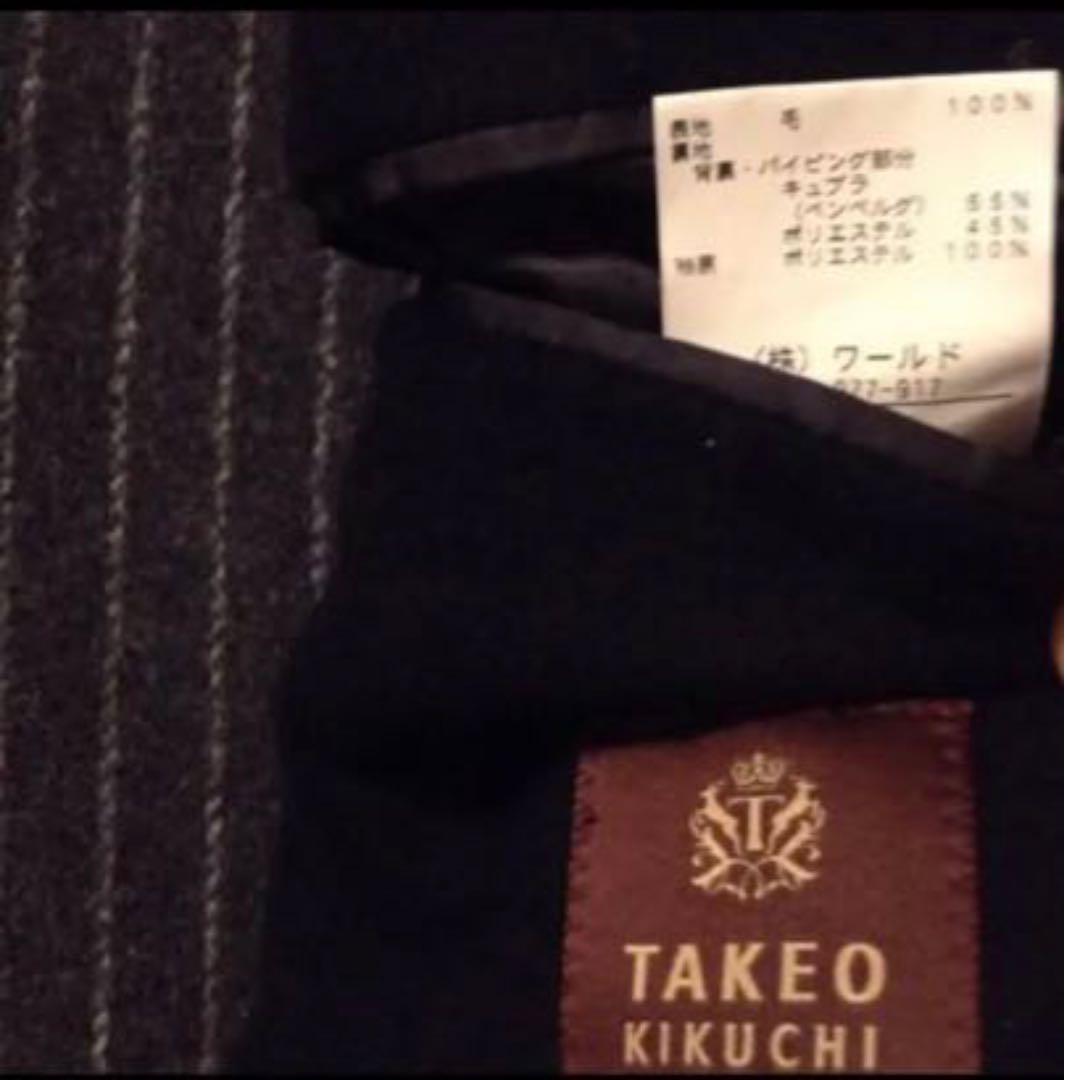 表地 毛 100%
裏地
背裏・パイピング部分
キュプラ
(ベンベルグ) 55%
ポリエステル 45%
袖裏 ポリエステル 100%
(株) ワールド
977-917
T
TAKEO
KIKUCHI